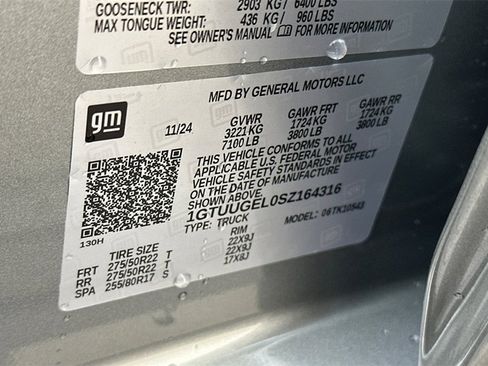 GOOSENECK TWR: 2903 KG/ 6400 LBS
MAX TONGUE WEIGHT: 436 KG/ 960 LBS
SEE OWNER'S MANUAL FOR MORE INFORMATION
gm
MFD BY GENERAL MOTORS LLC
11/24
GVWR
3221 KG
7100 LB
GAWR FRT
1724 KG
3800 LB
GAWR RR
1724 KG
3800 LB
THIS VEHICLE CONFORMS TO ALL
APPLICABLE U.S. FEDERAL MOTOR
VEHICLE SAFETY STANDARDS IN
EFFECT ON THE DATE OF
MANUFACTURE SHOWN ABOVE.
1GTUUGEL0SZ164316
TYPE: TRUCK
MODEL: 06TK10543
130H
TIRE SIZE RIM
FRT 275/50R22 T 22X9J
RR 275/50R22 T 22X9J
SPA 255/80R17 S 17X8J